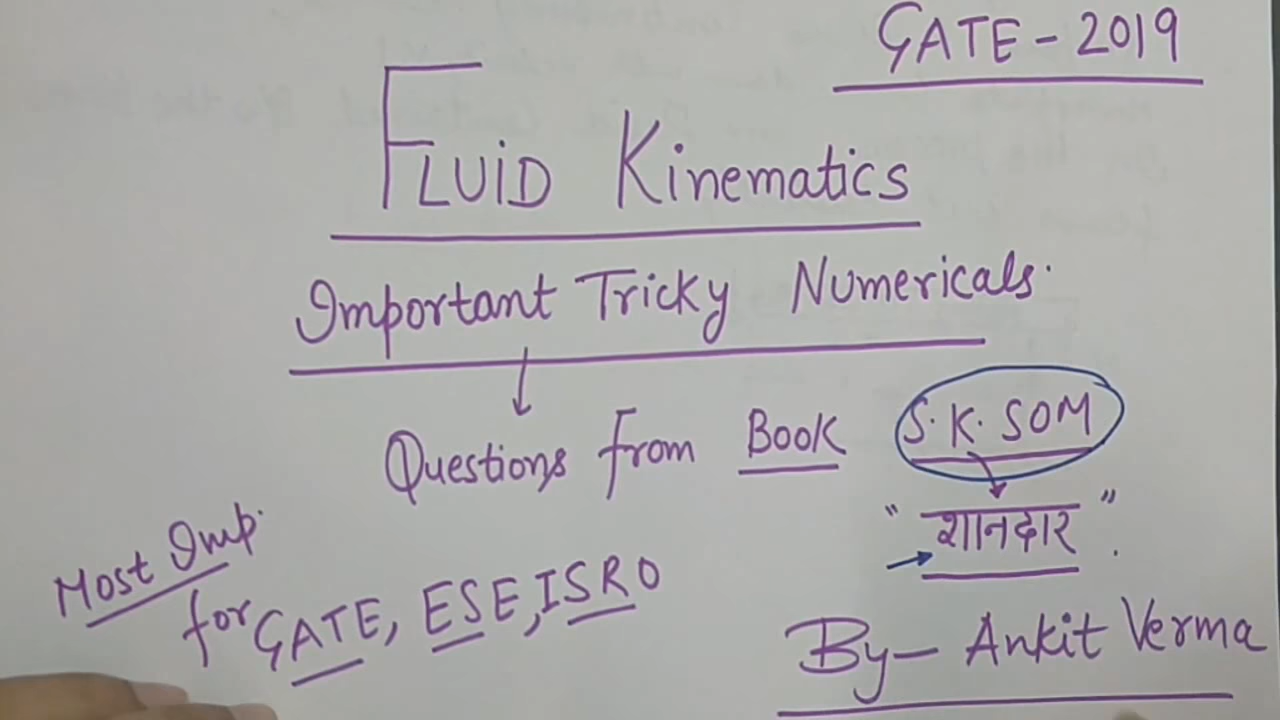 GATE - 2019
FLUID Kinematics
Important Tricky Numericals.
Questions from Book S.K. SOM
" शानदार ".
Most Imp.
for GATE, ESE, ISRO
By - Ankit Verma